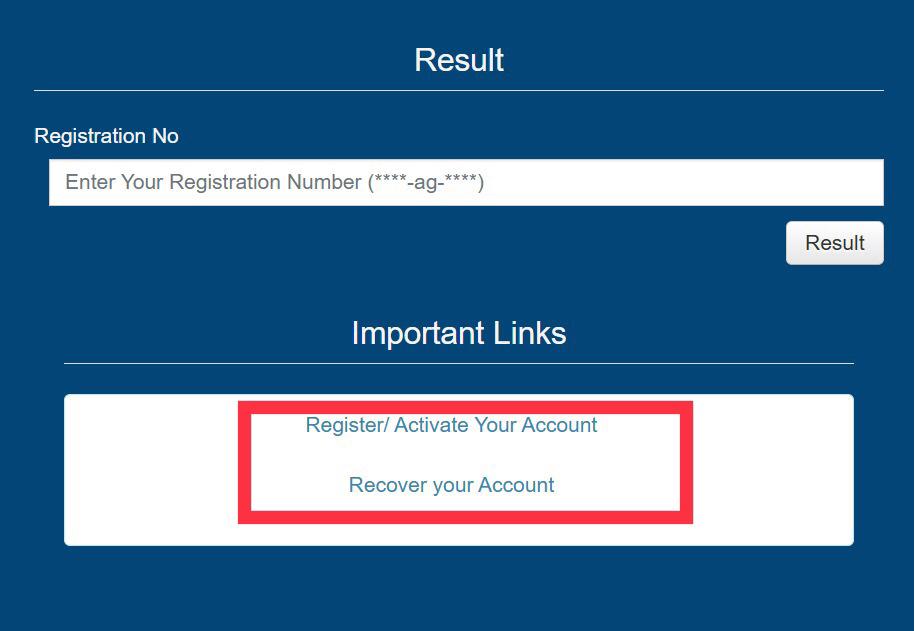 Result
Registration No
Enter Your Registration Number (****-ag-****)
Result
Important Links
Register/ Activate Your Account
Recover your Account